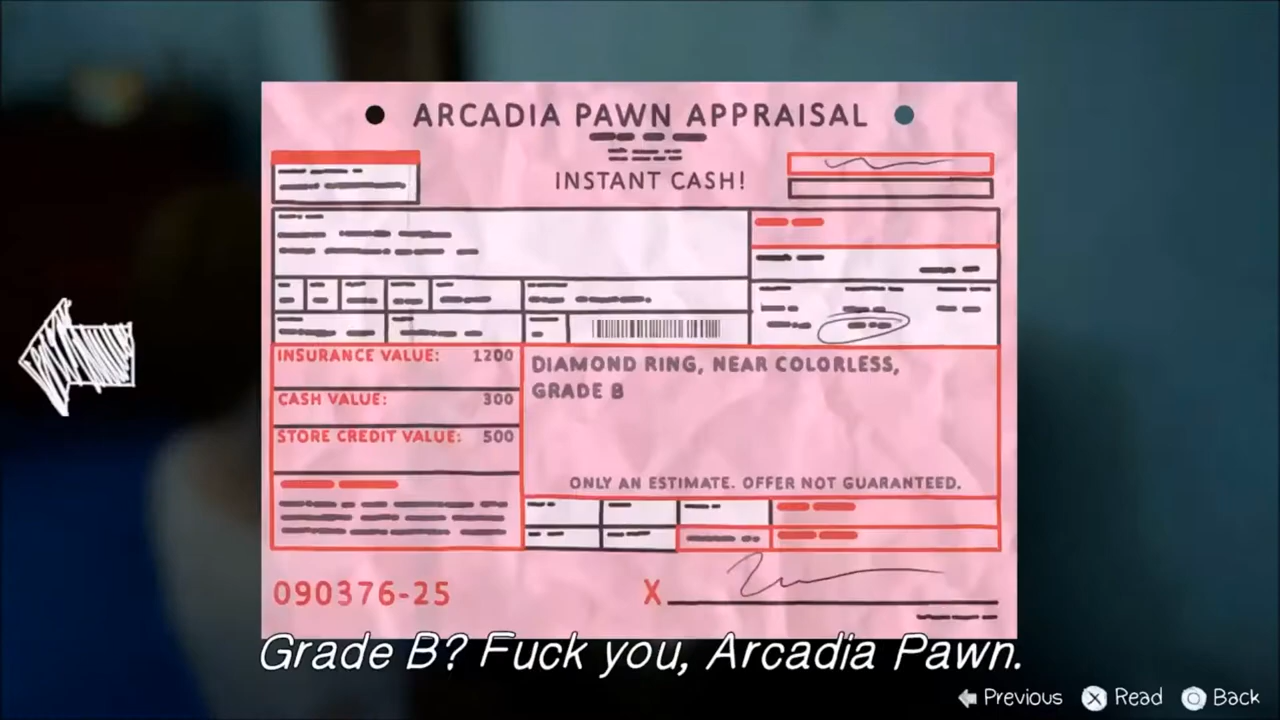 ARCADIA PAWN APPRAISAL
INSTANT CASH!
INSURANCE VALUE: 1200
CASH VALUE: 300
STORE CREDIT VALUE: 500
DIAMOND RING, NEAR COLORLESS,
GRADE B
ONLY AN ESTIMATE. OFFER NOT GUARANTEED.
090376-25
X
Grade B? Fuck you, Arcadia Pawn.
Previous Read Back